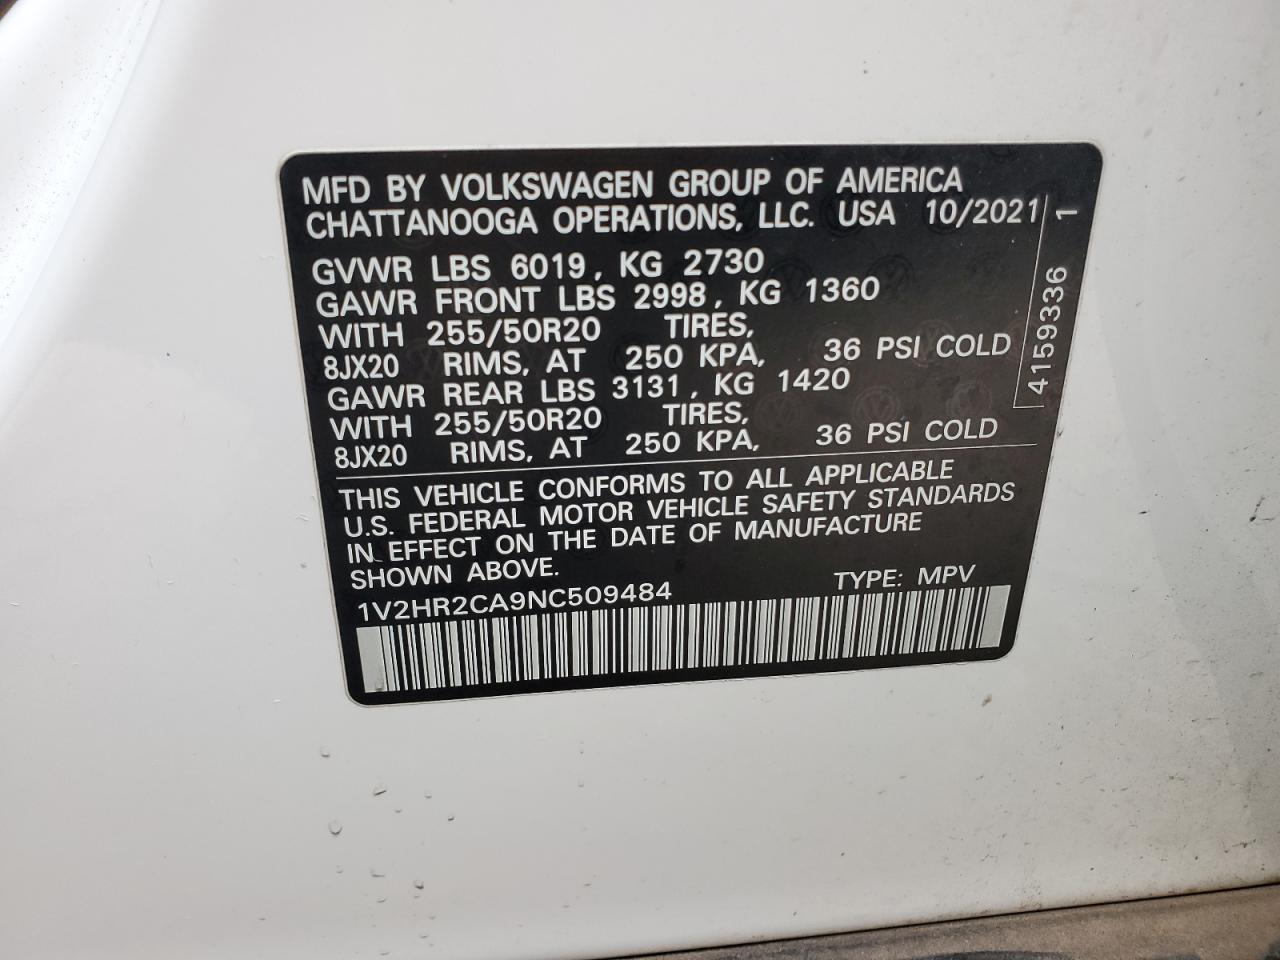 MFD BY VOLKSWAGEN GROUP OF AMERICA
CHATTANOOGA OPERATIONS, LLC. USA 10/2021
GVWR LBS 6019, KG 2730
GAWR FRONT LBS 2998, KG 1360
WITH 255/50R20 TIRES,
8JX20 RIMS, AT 250 KPA, 36 PSI COLD
GAWR REAR LBS 3131, KG 1420
WITH 255/50R20 TIRES,
8JX20 RIMS, AT 250 KPA, 36 PSI COLD
THIS VEHICLE CONFORMS TO ALL APPLICABLE
U.S. FEDERAL MOTOR VEHICLE SAFETY STANDARDS
IN EFFECT ON THE DATE OF MANUFACTURE
SHOWN ABOVE.
1V2HR2CA9NC509484 TYPE: MPV
4159336 1